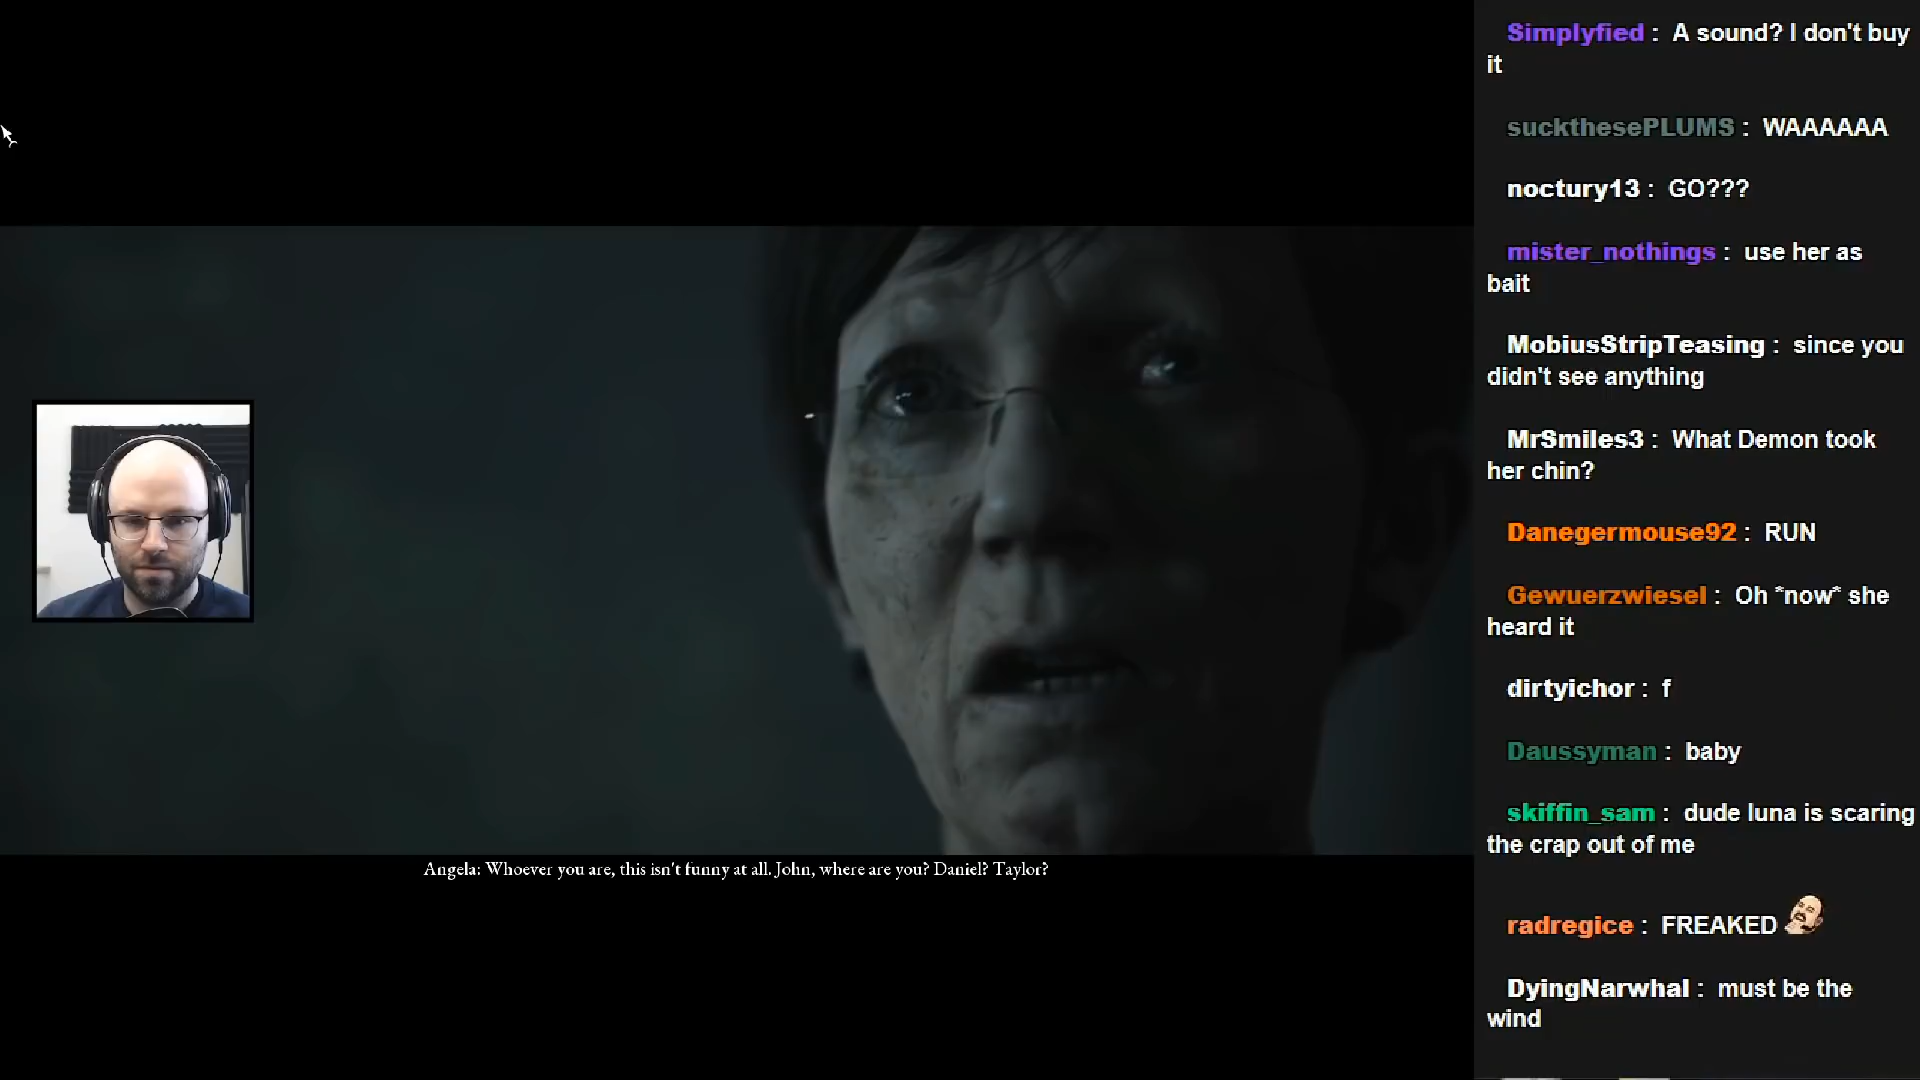 Simplyfied : A sound? I don't buy
it
suckthesePLUMS : WAAAAAA
noctury13 : GO???
mister_nothings : use her as
bait
MobiusStripTeasing : since you
didn't see anything
MrSmiles3 : What Demon took
her chin?
Danegermouse92 : RUN
Gewuerzwiesel : Oh *now* she
heard it
dirtyichor : f
Daussyman : baby
skiffin_sam : dude luna is scaring
the crap out of me
radregice : FREAKED
DyingNarwhal : must be the
wind
Angela: Whoever you are, this isn't funny at all. John, where are you? Daniel? Taylor?